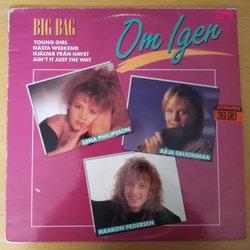 BIG BAG
Om Igen
YOUNG GIRL
NÄSTA WEEKEND
HJÄLTAR FRÅN HAVET
AIN'T IT JUST THE WAY
LENA PHILIPSSON
ARJA SAIJONMAA
39.90
HAAKON PEDERSEN